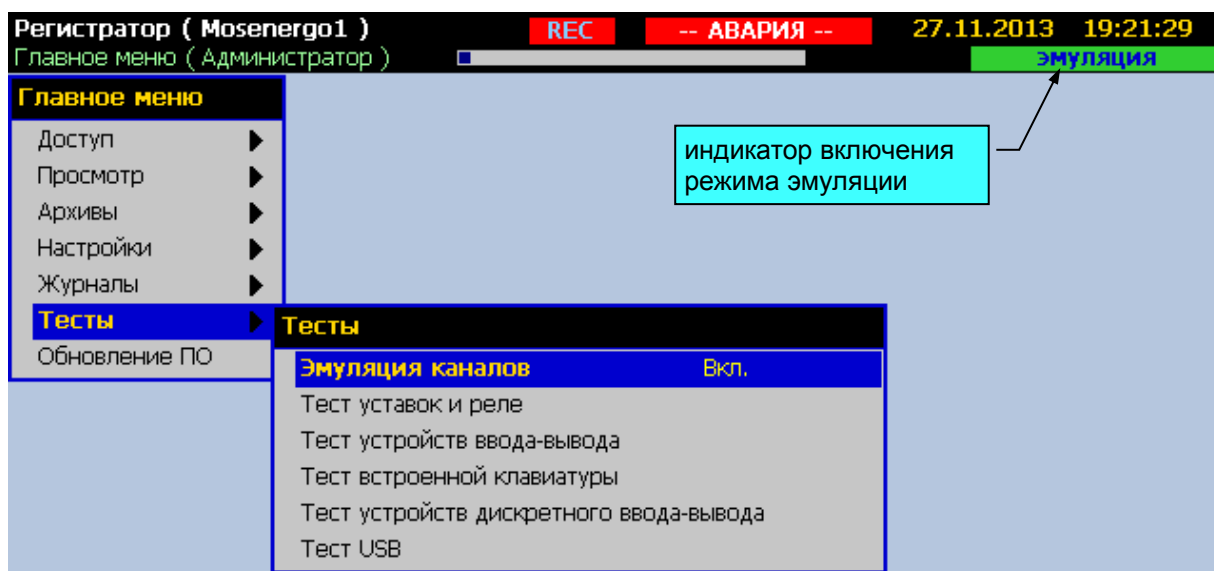 Регистратор ( Mosenergo1 ) REC -- АВАРИЯ -- 27.11.2013 19:21:29
Главное меню ( Администратор ) эмуляция
Главное меню
Доступ
Просмотр
Архивы
Настройки
Журналы
Тесты
Обновление ПО
индикатор включения
режима эмуляции
Тесты
Эмуляция каналов Вкл.
Тест уставок и реле
Тест устройств ввода-вывода
Тест встроенной клавиатуры
Тест устройств дискретного ввода-вывода
Тест USB